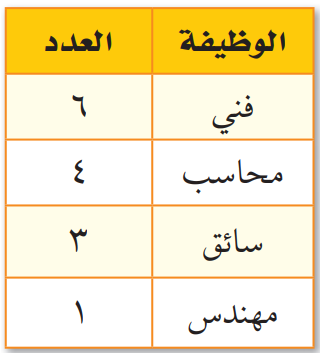 الوظيفة العدد
فني ٦
محاسب ٤
سائق ٣
مهندس ١